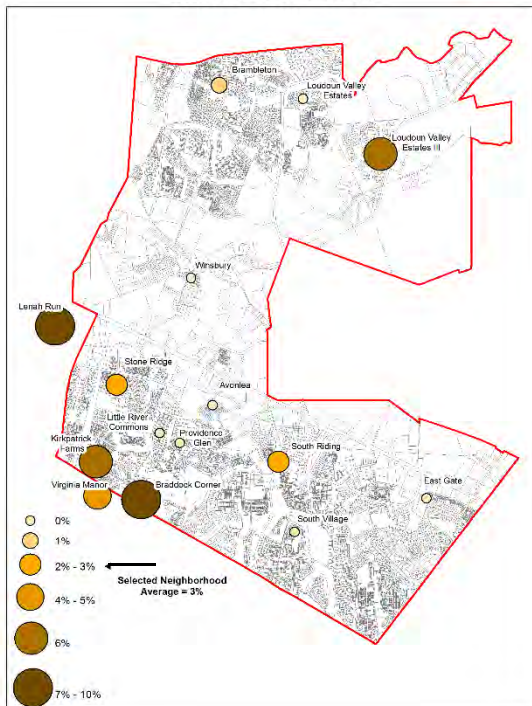 Brambleton
Loudoun Valley
Estates
Loudoun Valley
Estates III
Winsbury
Lenah Run
Stone Ridge
Avonlea
Little River
Commons
Providence
Glen
Kirkpatrick
Farms
South Riding
Virginia Manor
Braddock Corner
East Gate
South Village
0%
1%
2% - 3%
Selected Neighborhood
Average = 3%
4% - 5%
6%
7% - 10%